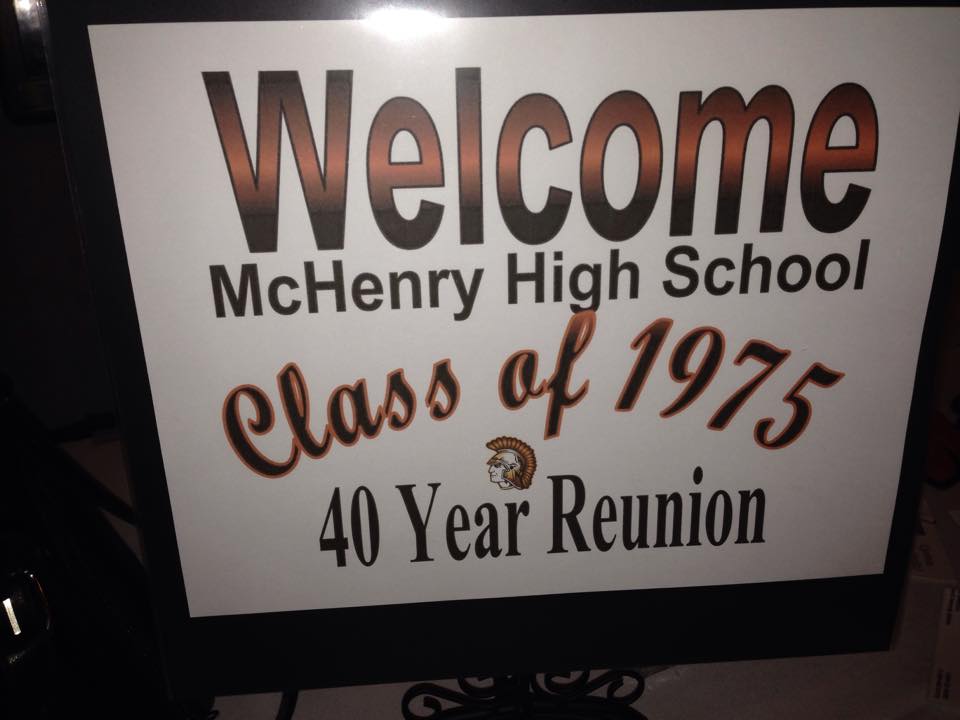 Welcome
McHenry High School
Class of 1975
40 Year Reunion